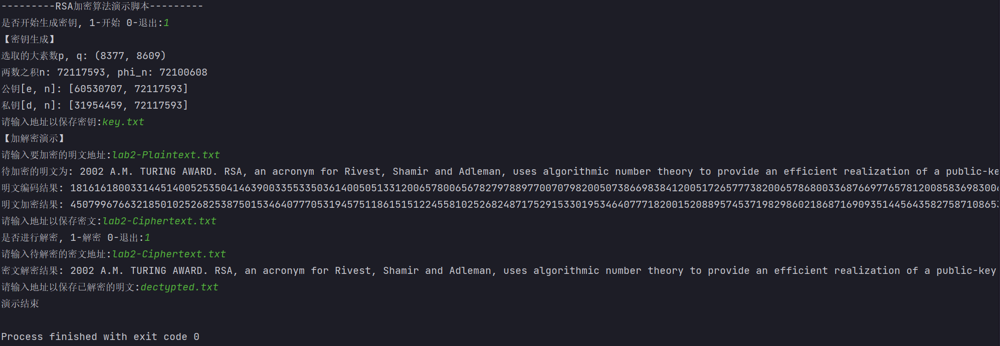 ---------RSA加密算法演示脚本---------
是否开始生成密钥, 1-开始 0-退出:1
【密钥生成】
选取的大素数p, q: (8377, 8609)
两数之积n: 72117593, phi_n: 72100608
公钥[e, n]: [60530707, 72117593]
私钥[d, n]: [31954459, 72117593]
请输入地址以保存密钥:key.txt
【加解密演示】
请输入要加密的明文地址:lab2-Plaintext.txt
待加密的明文为: 2002 A.M. TURING AWARD. RSA, an acronym for Rivest, Shamir and Adleman, uses algorithmic number theory to provide an efficient realization of a public-ke
明文编码结果: 1816161800331445140052535041463900335533503614005051331200657800656782797889770070798200507386698384120051726577738200657868003368766977657812008583698300
明文加密结果: 4507996766321850102526825387501534640777053194575118615151224558102526824871752915330195346407771820015208895745371982986021868716909351445643582758710865
请输入地址以保存密文:lab2-Ciphertext.txt
是否进行解密, 1-解密 0-退出:1
请输入待解密的密文地址:lab2-Ciphertext.txt
密文解密结果: 2002 A.M. TURING AWARD. RSA, an acronym for Rivest, Shamir and Adleman, uses algorithmic number theory to provide an efficient realization of a public-key
请输入地址以保存已解密的明文:dectypted.txt
演示结束
Process finished with exit code 0